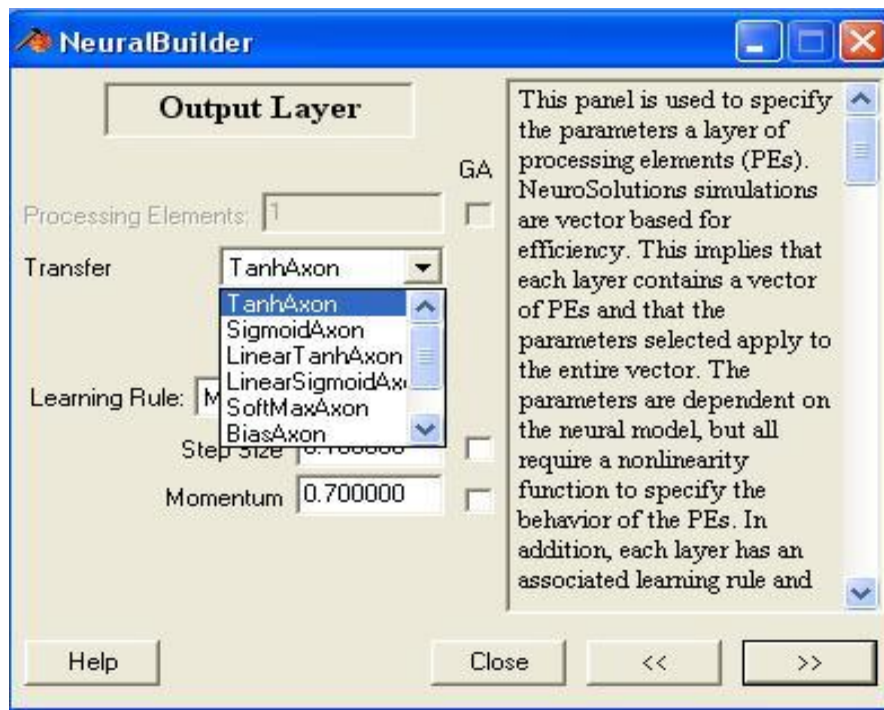 NeuralBuilder
Output Layer
GA
Processing Elements: 1
Transfer TanhAxon
TanhAxon
SigmoidAxon
LinearTanhAxon
LinearSigmoidAxo
SoftMaxAxon
BiasAxon
Learning Rule: M
Step Size
Momentum 0.700000
This panel is used to specify
the parameters a layer of
processing elements (PEs).
NeuroSolutions simulations
are vector based for
efficiency. This implies that
each layer contains a vector
of PEs and that the
parameters selected apply to
the entire vector. The
parameters are dependent on
the neural model, but all
require a nonlinearity
function to specify the
behavior of the PEs. In
addition, each layer has an
associated learning rule and
Help
Close
<<
>>